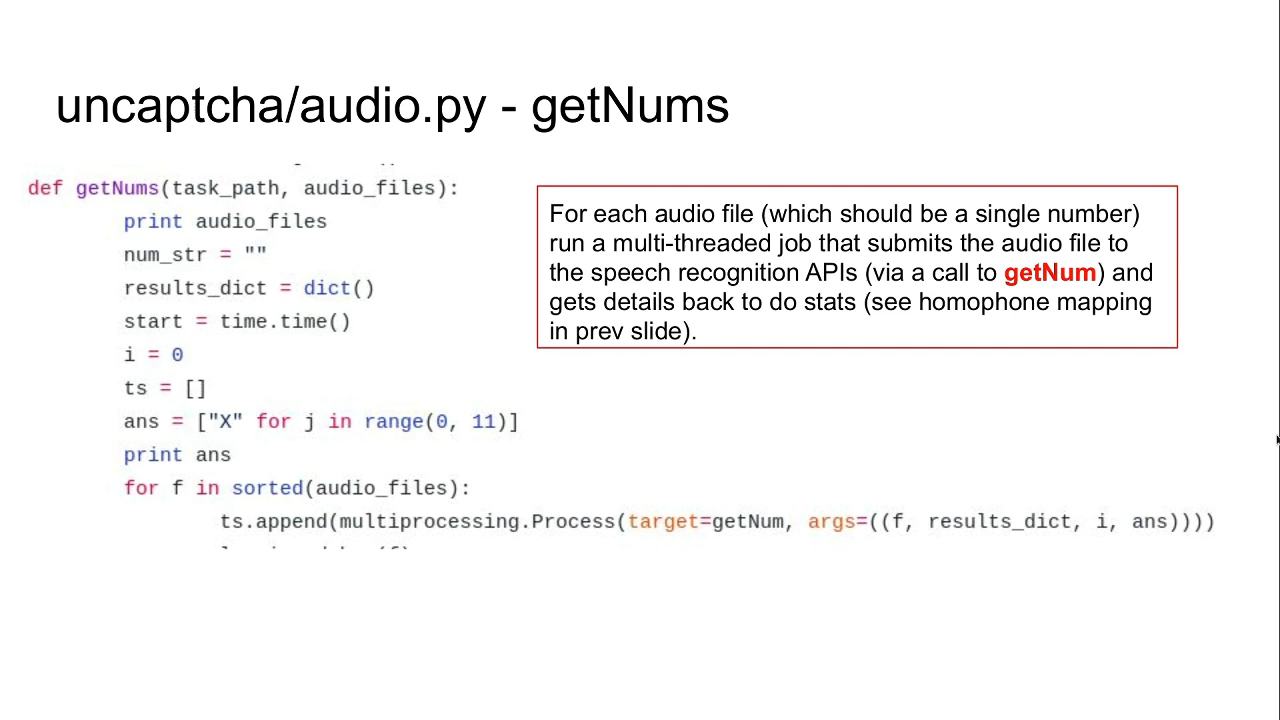 uncaptcha/audio.py - getNums
def getNums(task_path, audio_files):
print audio_files
num_str = ""
results_dict = dict()
start = time.time()
i = 0
ts = []
ans = ["X" for j in range(0, 11)]
print ans
for f in sorted(audio_files):
ts.append(multiprocessing.Process(target=getNum, args=((f, results_dict, i, ans))))
For each audio file (which should be a single number)
run a multi-threaded job that submits the audio file to
the speech recognition APIs (via a call to getNum) and
gets details back to do stats (see homophone mapping
in prev slide).